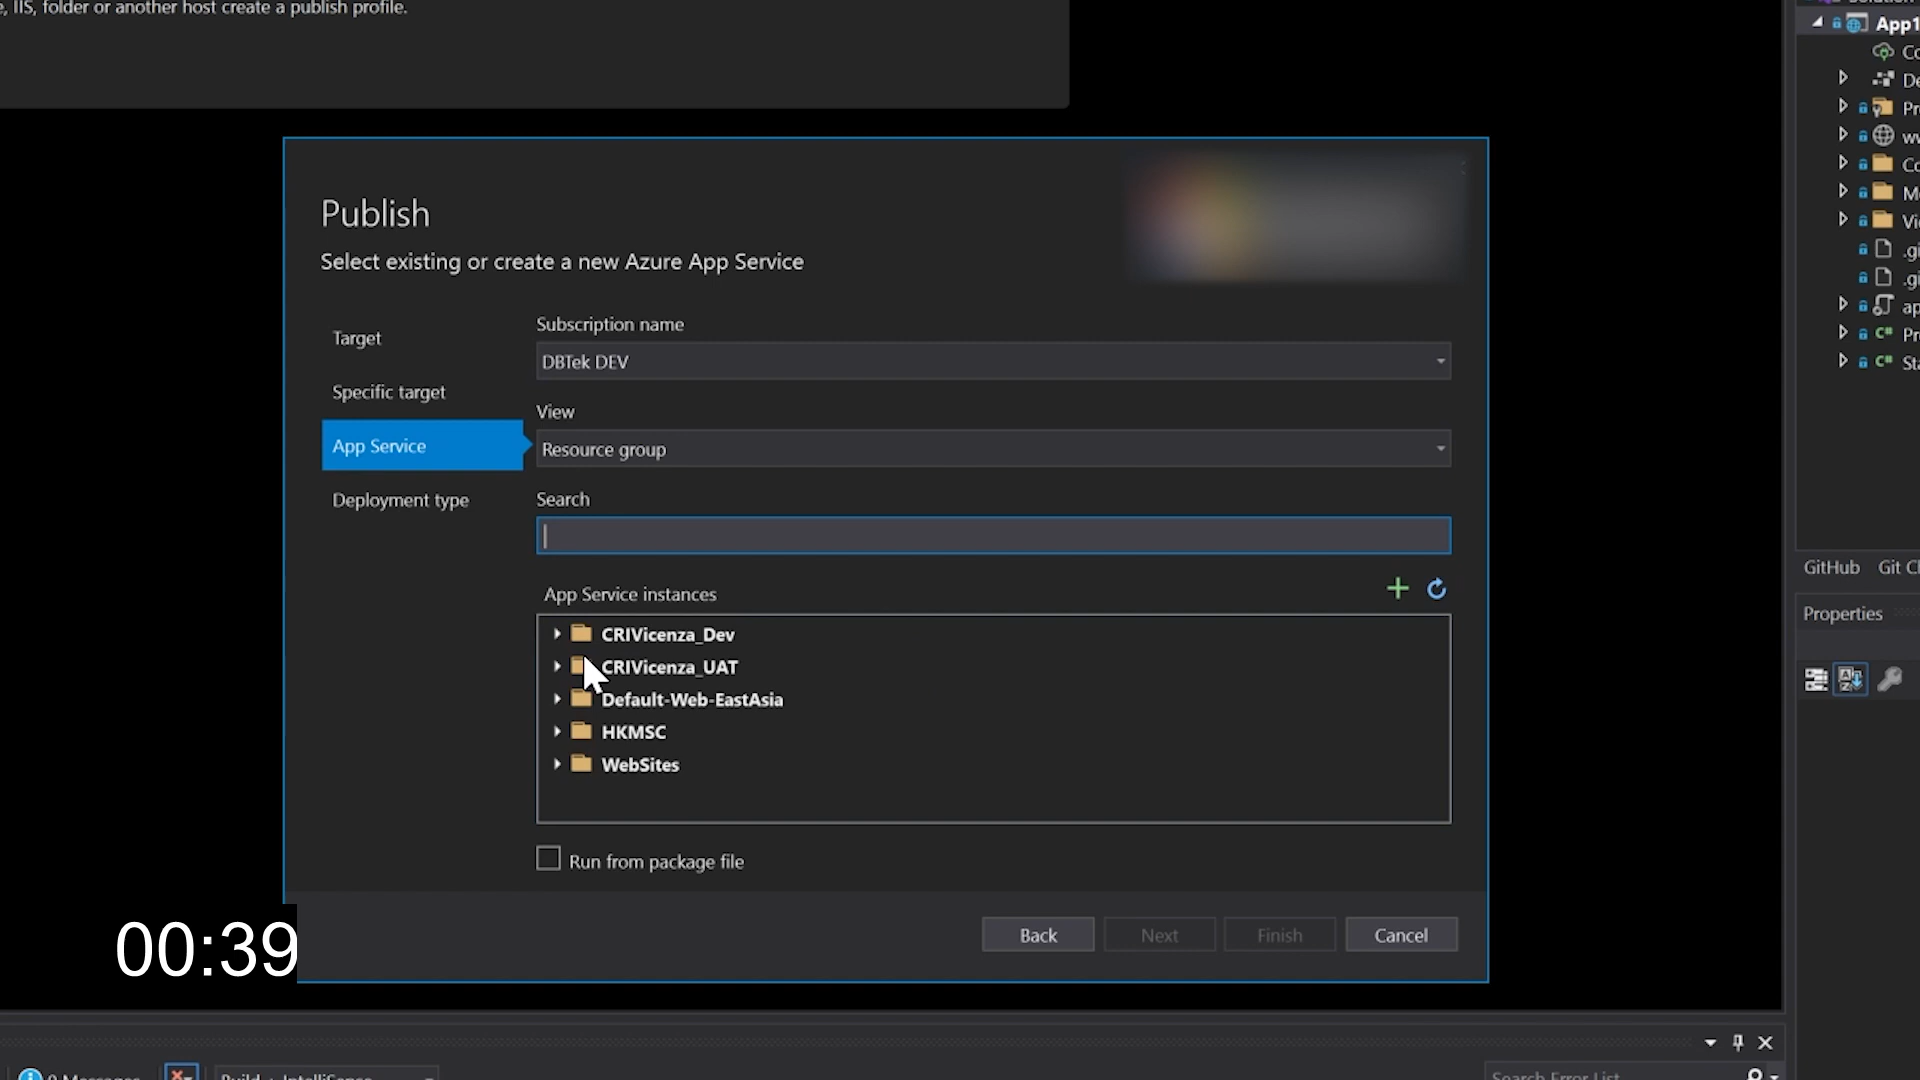 , IIS, folder or another host create a publish profile.
App1
Publish
Select existing or create a new Azure App Service
Target
Specific target
App Service
Deployment type
Subscription name
DBTek DEV
View
Resource group
Search
App Service instances
CRIVicenza_Dev
CRIVicenza_UAT
Default-Web-EastAsia
HKMSC
WebSites
Run from package file
Back
Next
Finish
Cancel
00:39
GitHub
Properties
C#
C#